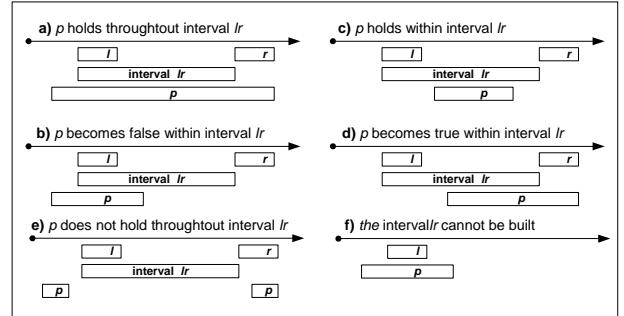 a) p holds throughtout interval lr
l r
interval lr
p
c) p holds within interval lr
l r
interval lr
p
b) p becomes false within interval lr
l r
interval lr
p
d) p becomes true within interval lr
l r
interval lr
p
e) p does not hold throughtout interval lr
l r
interval lr
p p
f) the intervallr cannot be built
l
p